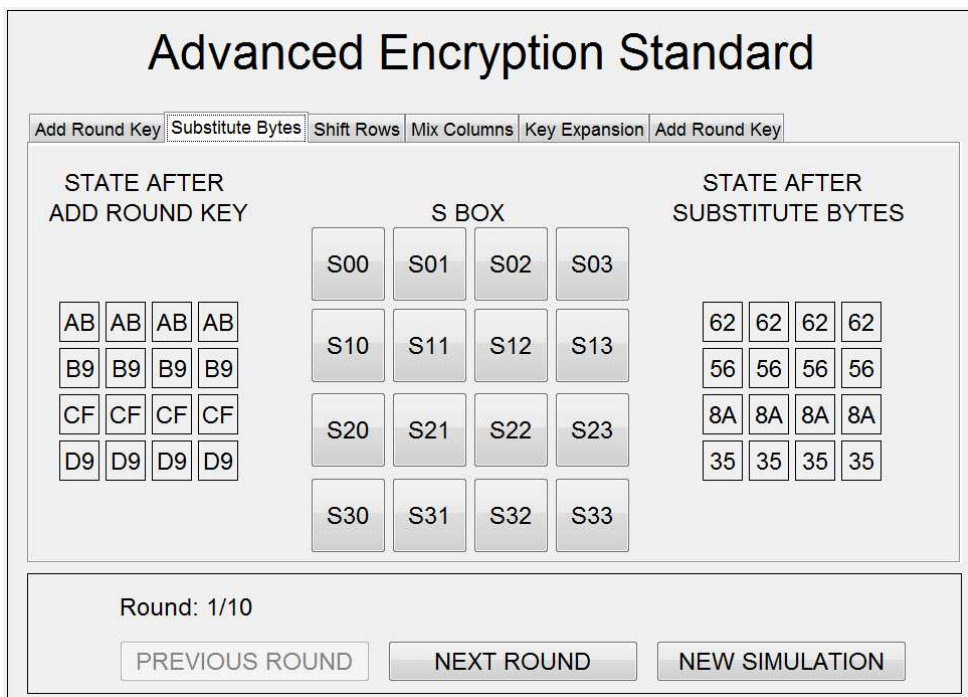 Advanced Encryption Standard
Add Round Key Substitute Bytes Shift Rows Mix Columns Key Expansion Add Round Key
STATE AFTER
ADD ROUND KEY
AB AB AB AB
B9 B9 B9 B9
CF CF CF CF
D9 D9 D9 D9
S BOX
S00 S01 S02 S03
S10 S11 S12 S13
S20 S21 S22 S23
S30 S31 S32 S33
STATE AFTER
SUBSTITUTE BYTES
62 62 62 62
56 56 56 56
8A 8A 8A 8A
35 35 35 35
Round: 1/10
PREVIOUS ROUND NEXT ROUND NEW SIMULATION